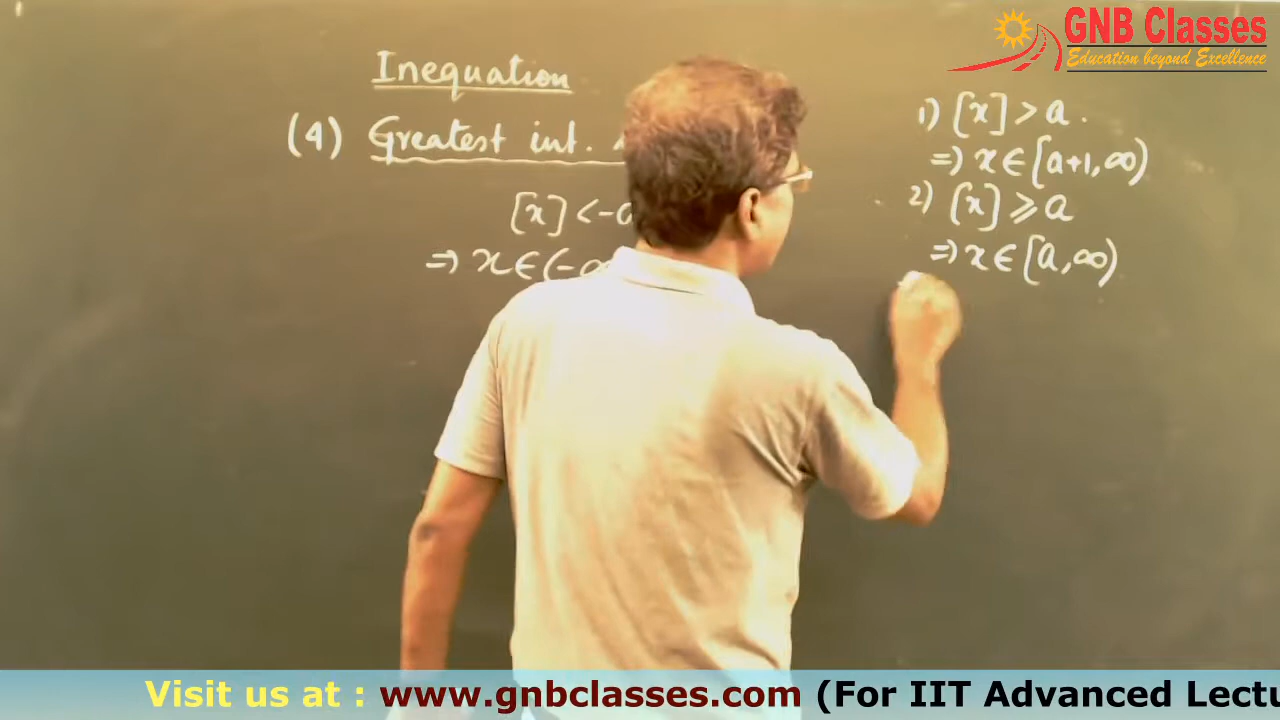 GNB Classes
Education beyond Excellence
Inequation
(4) Greatest int.
[x] < -a
⇒ x ∈ (-∞
1) [x] > a.
⇒ x ∈ [a+1, ∞)
2) [x] ⩾ a
⇒ x ∈ [a, ∞)
Visit us at : www.gnbclasses.com (For IIT Advanced Lectu